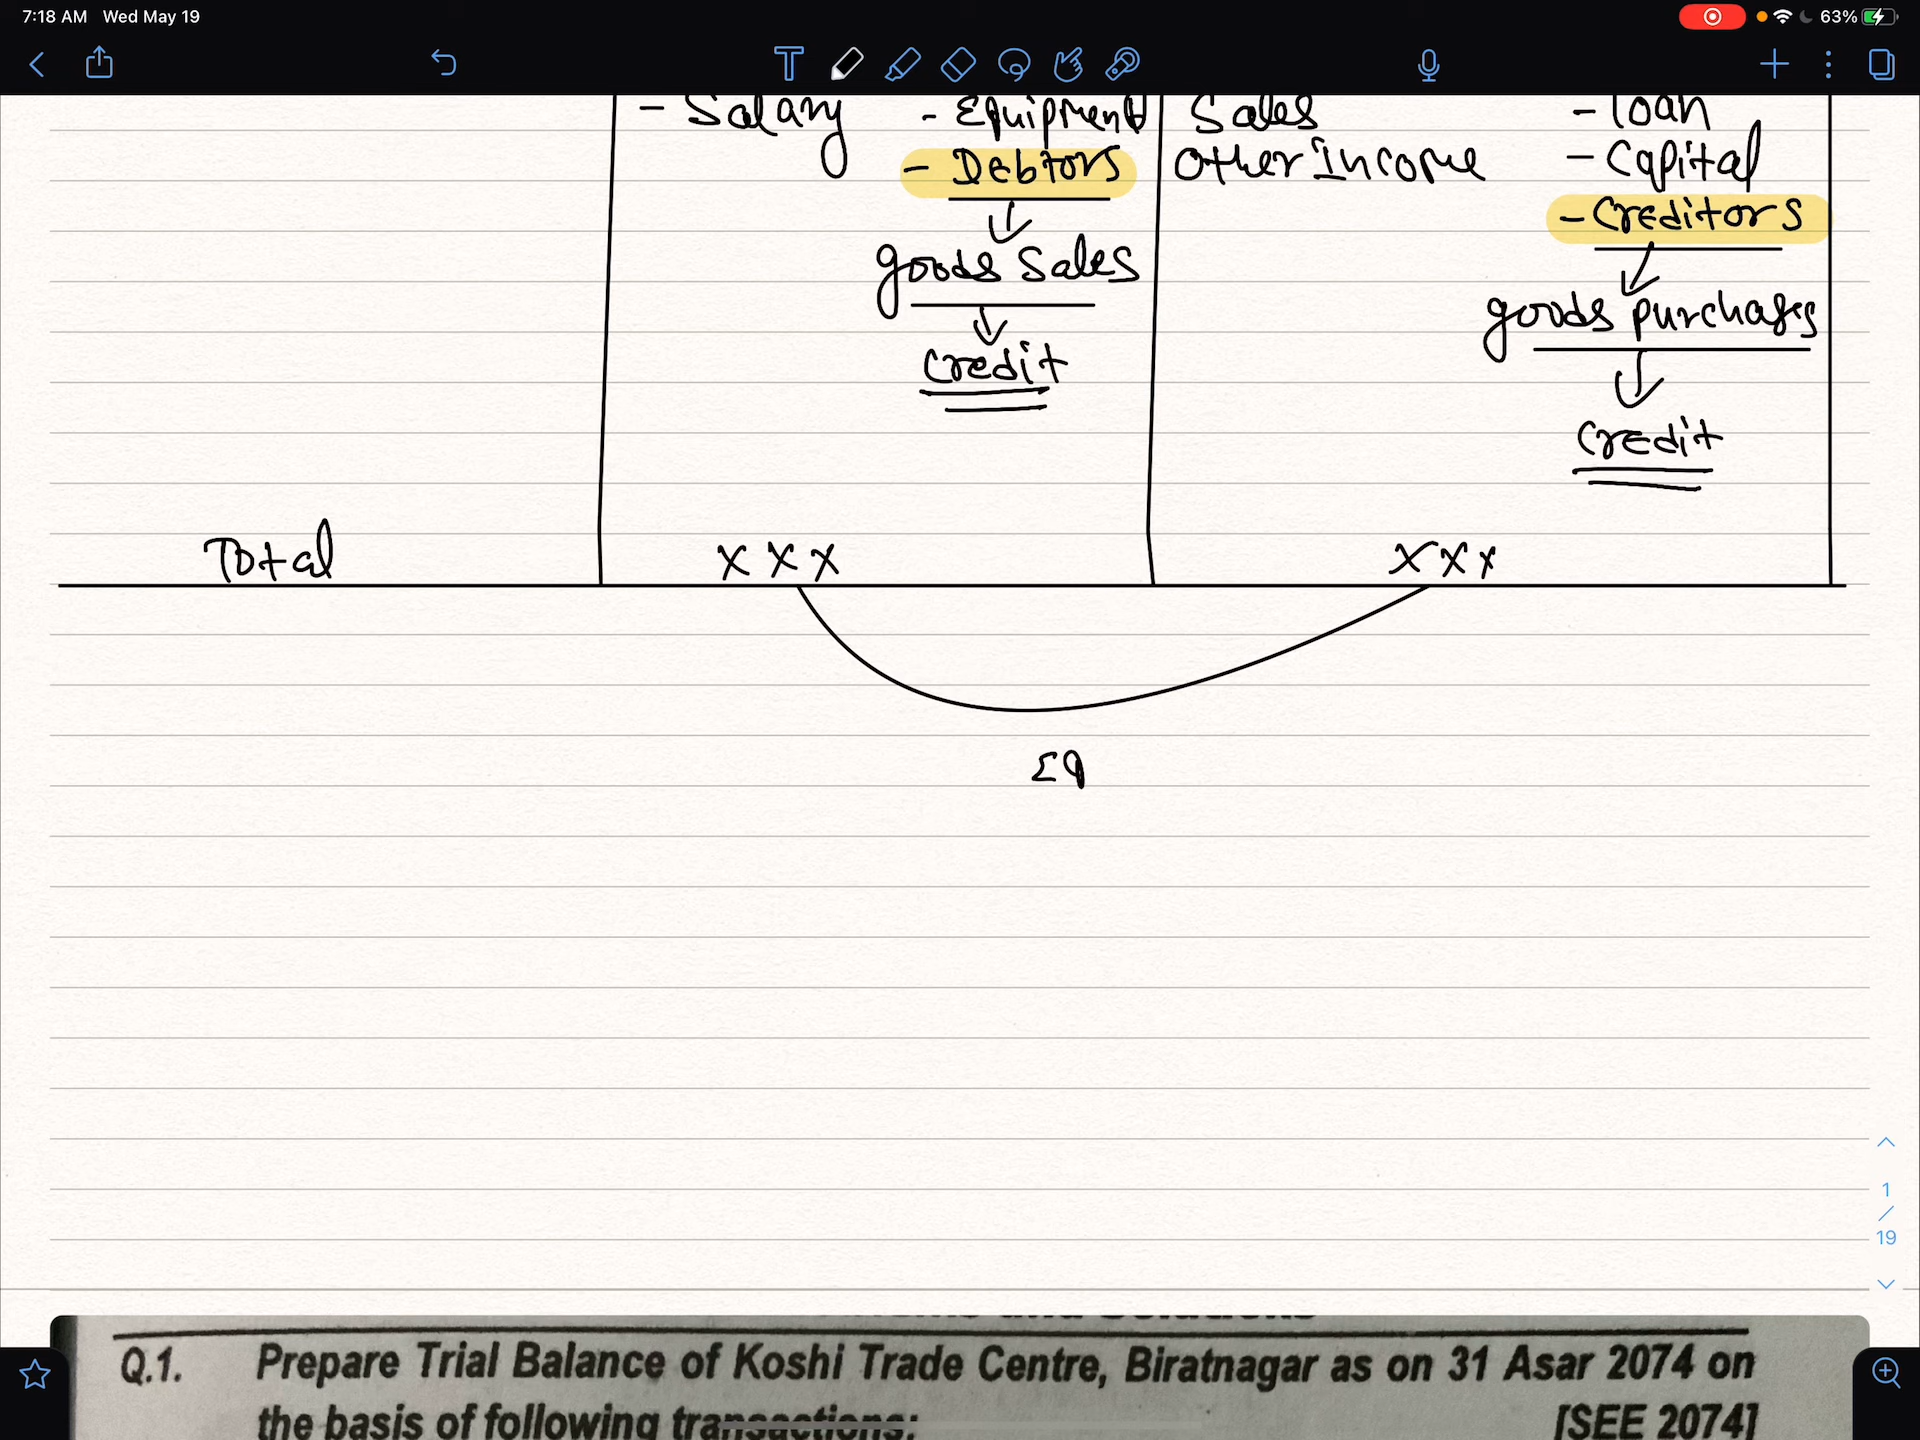 7:18 AM Wed May 19
63%
T
- Salary - Equipment Sales - loan
- Debtors Other Income - Capital
- Creditors
goods sales
goods purchases
credit
credit
Total xxx xxx
Eq
1
/
19
Q.1. Prepare Trial Balance of Koshi Trade Centre, Biratnagar as on 31 Asar 2074 on
the basis of following transactions: [SEE 2074]